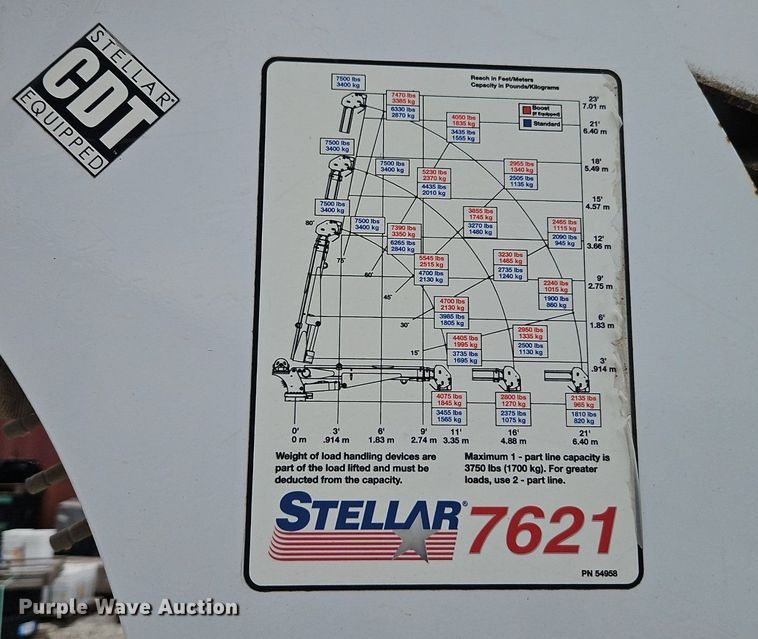 STELLAR®
CDT
EQUIPPED
Reach in Feet/Meters
Capacity in Pounds/Kilograms
Boost
(If Equipped)
Standard
7500 lbs
3400 kg
7470 lbs
3385 kg
6330 lbs
2870 kg
4050 lbs
1835 kg
3435 lbs
1555 kg
7500 lbs
3400 kg
7500 lbs
3400 kg
5230 lbs
2370 kg
4435 lbs
2010 kg
2955 lbs
1340 kg
2505 lbs
1135 kg
7500 lbs
3400 kg
7500 lbs
3400 kg
7390 lbs
3350 kg
6265 lbs
2840 kg
3855 lbs
1745 kg
3270 lbs
1480 kg
2465 lbs
1115 kg
2090 lbs
945 kg
5545 lbs
2515 kg
4700 lbs
2130 kg
3230 lbs
1465 kg
2735 lbs
1240 kg
2240 lbs
1015 kg
1900 lbs
860 kg
4700 lbs
2130 kg
3985 lbs
1805 kg
4405 lbs
1995 kg
3735 lbs
1695 kg
2950 lbs
1335 kg
2500 lbs
1130 kg
4075 lbs
1845 kg
3455 lbs
1565 kg
2800 lbs
1270 kg
2375 lbs
1075 kg
2135 lbs
965 kg
1810 lbs
820 kg
80°
75°
60°
45°
30°
15°
23'
7.01 m
21'
6.40 m
18'
5.49 m
15'
4.57 m
12'
3.66 m
9'
2.75 m
6'
1.83 m
3'
.914 m
0' 3' 6' 9' 11' 16' 21'
0 m .914 m 1.83 m 2.74 m 3.35 m 4.88 m 6.40 m
Weight of load handling devices are
part of the load lifted and must be
deducted from the capacity.
Maximum 1 - part line capacity is
3750 lbs (1700 kg). For greater
loads, use 2 - part line.
STELLAR® 7621
PN 54958
Purple Wave Auction